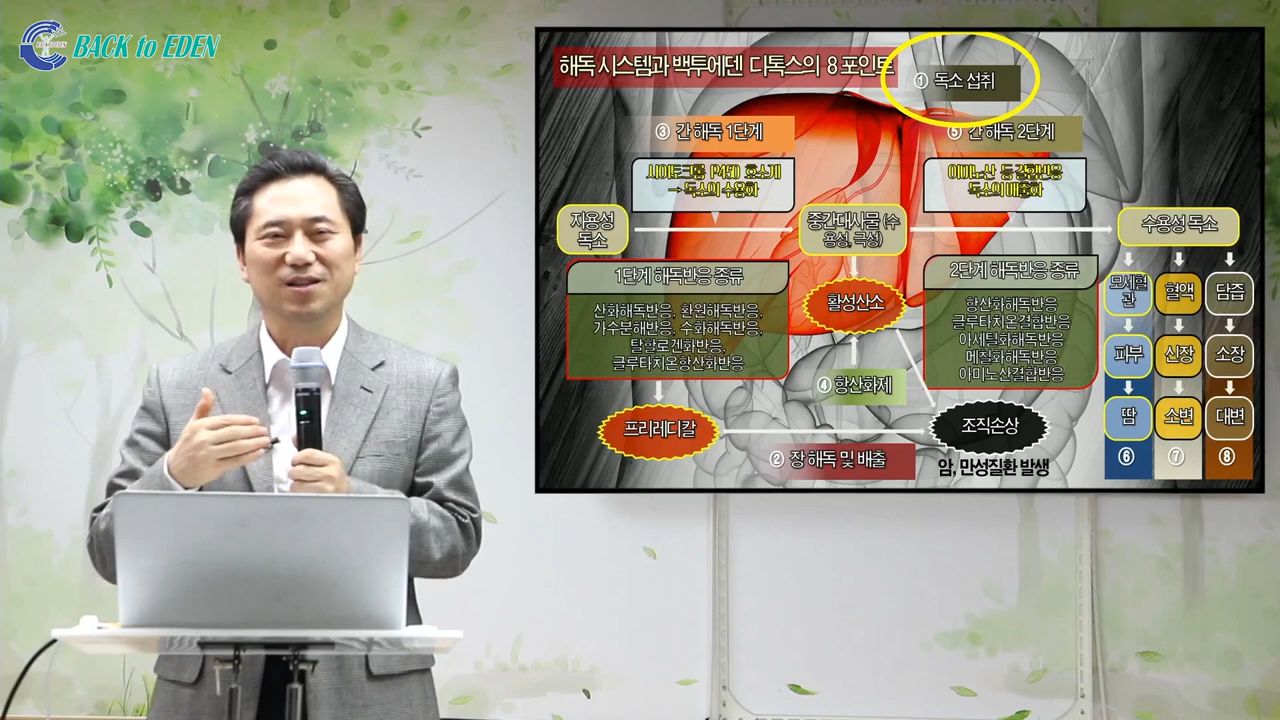 BACK to EDEN
해독 시스템과 백투에덴 디톡스의 8 포인트
① 독소 섭취
③ 간 해독 1단계
⑤ 간 해독 2단계
사이토크롬 P450 효소계
→ 독소의 수용화
아미노산 등 결합반응
독소의 배출화
지용성
독소
중간대사물 (수
용성, 극성)
수용성 독소
1단계 해독반응 종류
산화해독반응, 환원해독반응,
가수분해반응, 수화해독반응,
탈할로겐화반응,
글루타치온항산화반응
활성산소
2단계 해독반응 종류
항산화해독반응
글루타치온결합반응
아세틸화해독반응
메칠화해독반응
아미노산결합반응
모세혈
관
혈액
담즙
피부
신장
소장
④ 항산화제
프리레디칼
조직손상
땀
소변
대변
② 장 해독 및 배출
암, 만성질환 발생
⑥
⑦
⑧